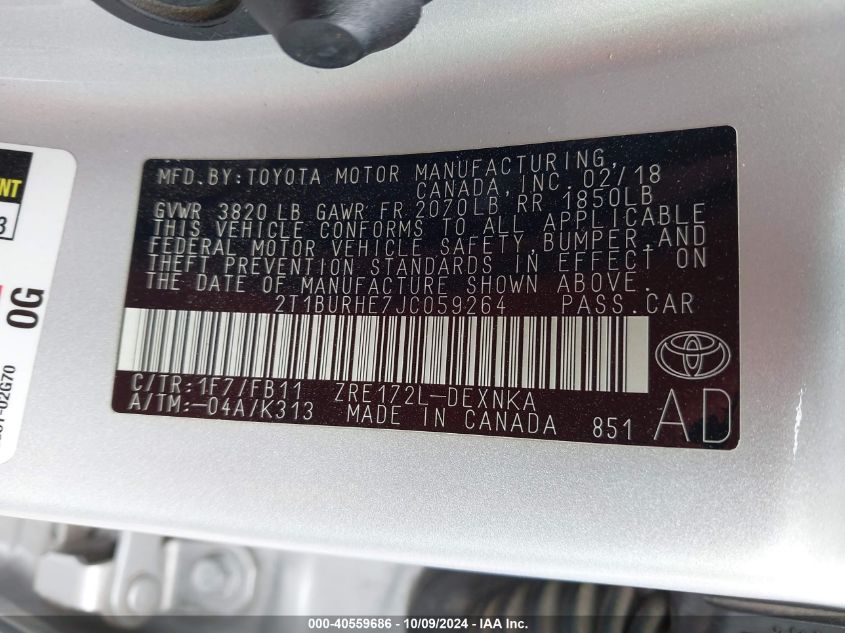 MFD.BY:TOYOTA MOTOR MANUFACTURING,
CANADA, INC. 02/18
GVWR 3820 LB GAWR FR 2070LB RR 1850LB
THIS VEHICLE CONFORMS TO ALL APPLICABLE
FEDERAL MOTOR VEHICLE SAFETY, BUMPER, AND
THEFT PREVENTION STANDARDS IN EFFECT ON
THE DATE OF MANUFACTURE SHOWN ABOVE.
2T1BURHE7JC059264 PASS.CAR
C/TR:1F7/FB11 ZRE172L-DEXNKA
A/TM:-04A/K313 MADE IN CANADA 851 AD
3
0G
-02G70
000-40559686 - 10/09/2024 - IAA Inc.